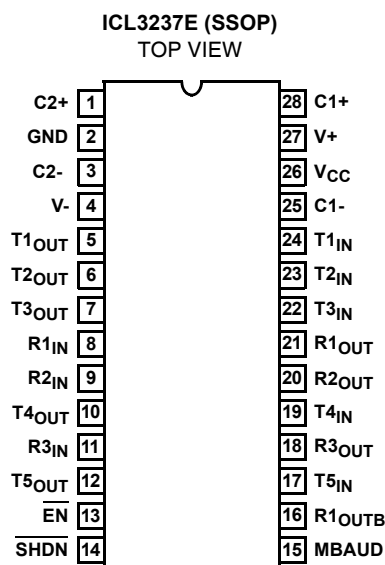 ICL3237E (SSOP)
TOP VIEW
C2+ 1 28 C1+
GND 2 27 V+
C2- 3 26 VCC
V- 4 25 C1-
T1OUT 5 24 T1IN
T2OUT 6 23 T2IN
T3OUT 7 22 T3IN
R1IN 8 21 R1OUT
R2IN 9 20 R2OUT
T4OUT 10 19 T4IN
R3IN 11 18 R3OUT
T5OUT 12 17 T5IN
EN 13 16 R1OUTB
SHDN 14 15 MBAUD